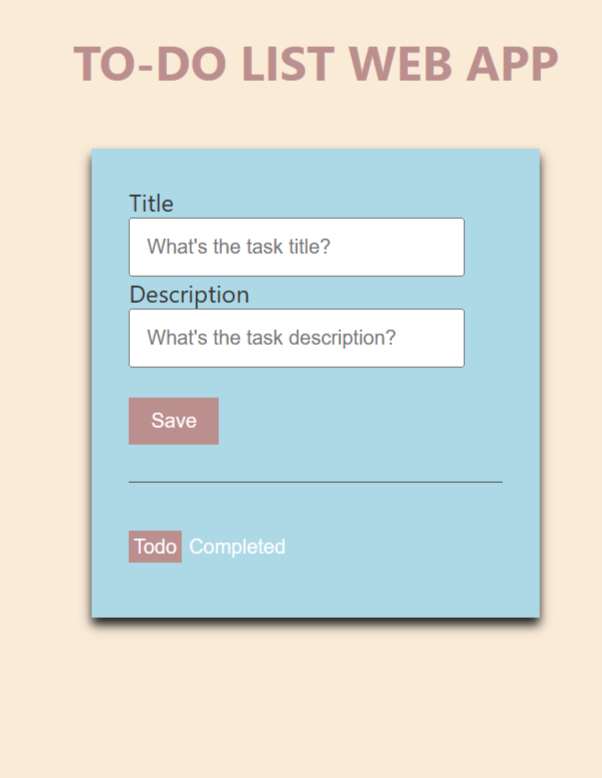 TO-DO LIST WEB APP
Title
What's the task title?
Description
What's the task description?
Save
Todo Completed